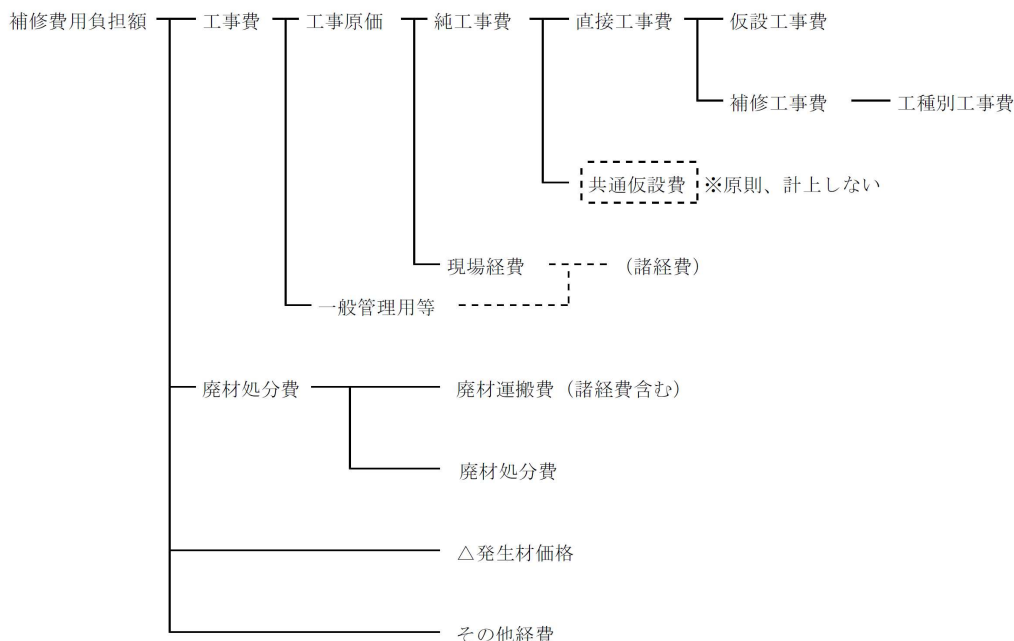 補修費用負担額 工事費 工事原価 純工事費 直接工事費 仮設工事費
補修工事費 工種別工事費
共通仮設費 ※原則、計上しない
現場経費 （諸経費）
一般管理用等
廃材処分費 廃材運搬費（諸経費含む）
廃材処分費
△発生材価格
その他経費